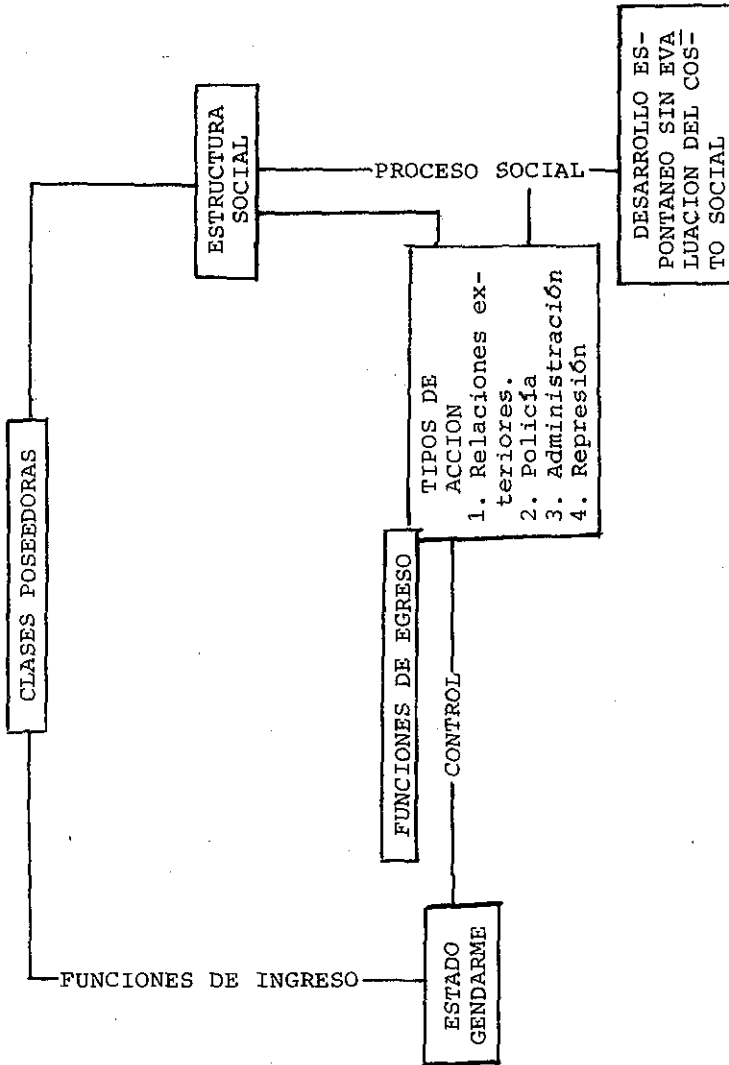 CLASES POSEEDORAS
FUNCIONES DE INGRESO
ESTRUCTURA
SOCIAL
ESTADO
GENDARME
CONTROL
FUNCIONES DE EGRESO
TIPOS DE
ACCION
1. Relaciones ex-
teriores.
2. Policía
3. Administración
4. Represión
PROCESO SOCIAL
DESARROLLO ES-
PONTANEO SIN EVA
LUACION DEL COS-
TO SOCIAL